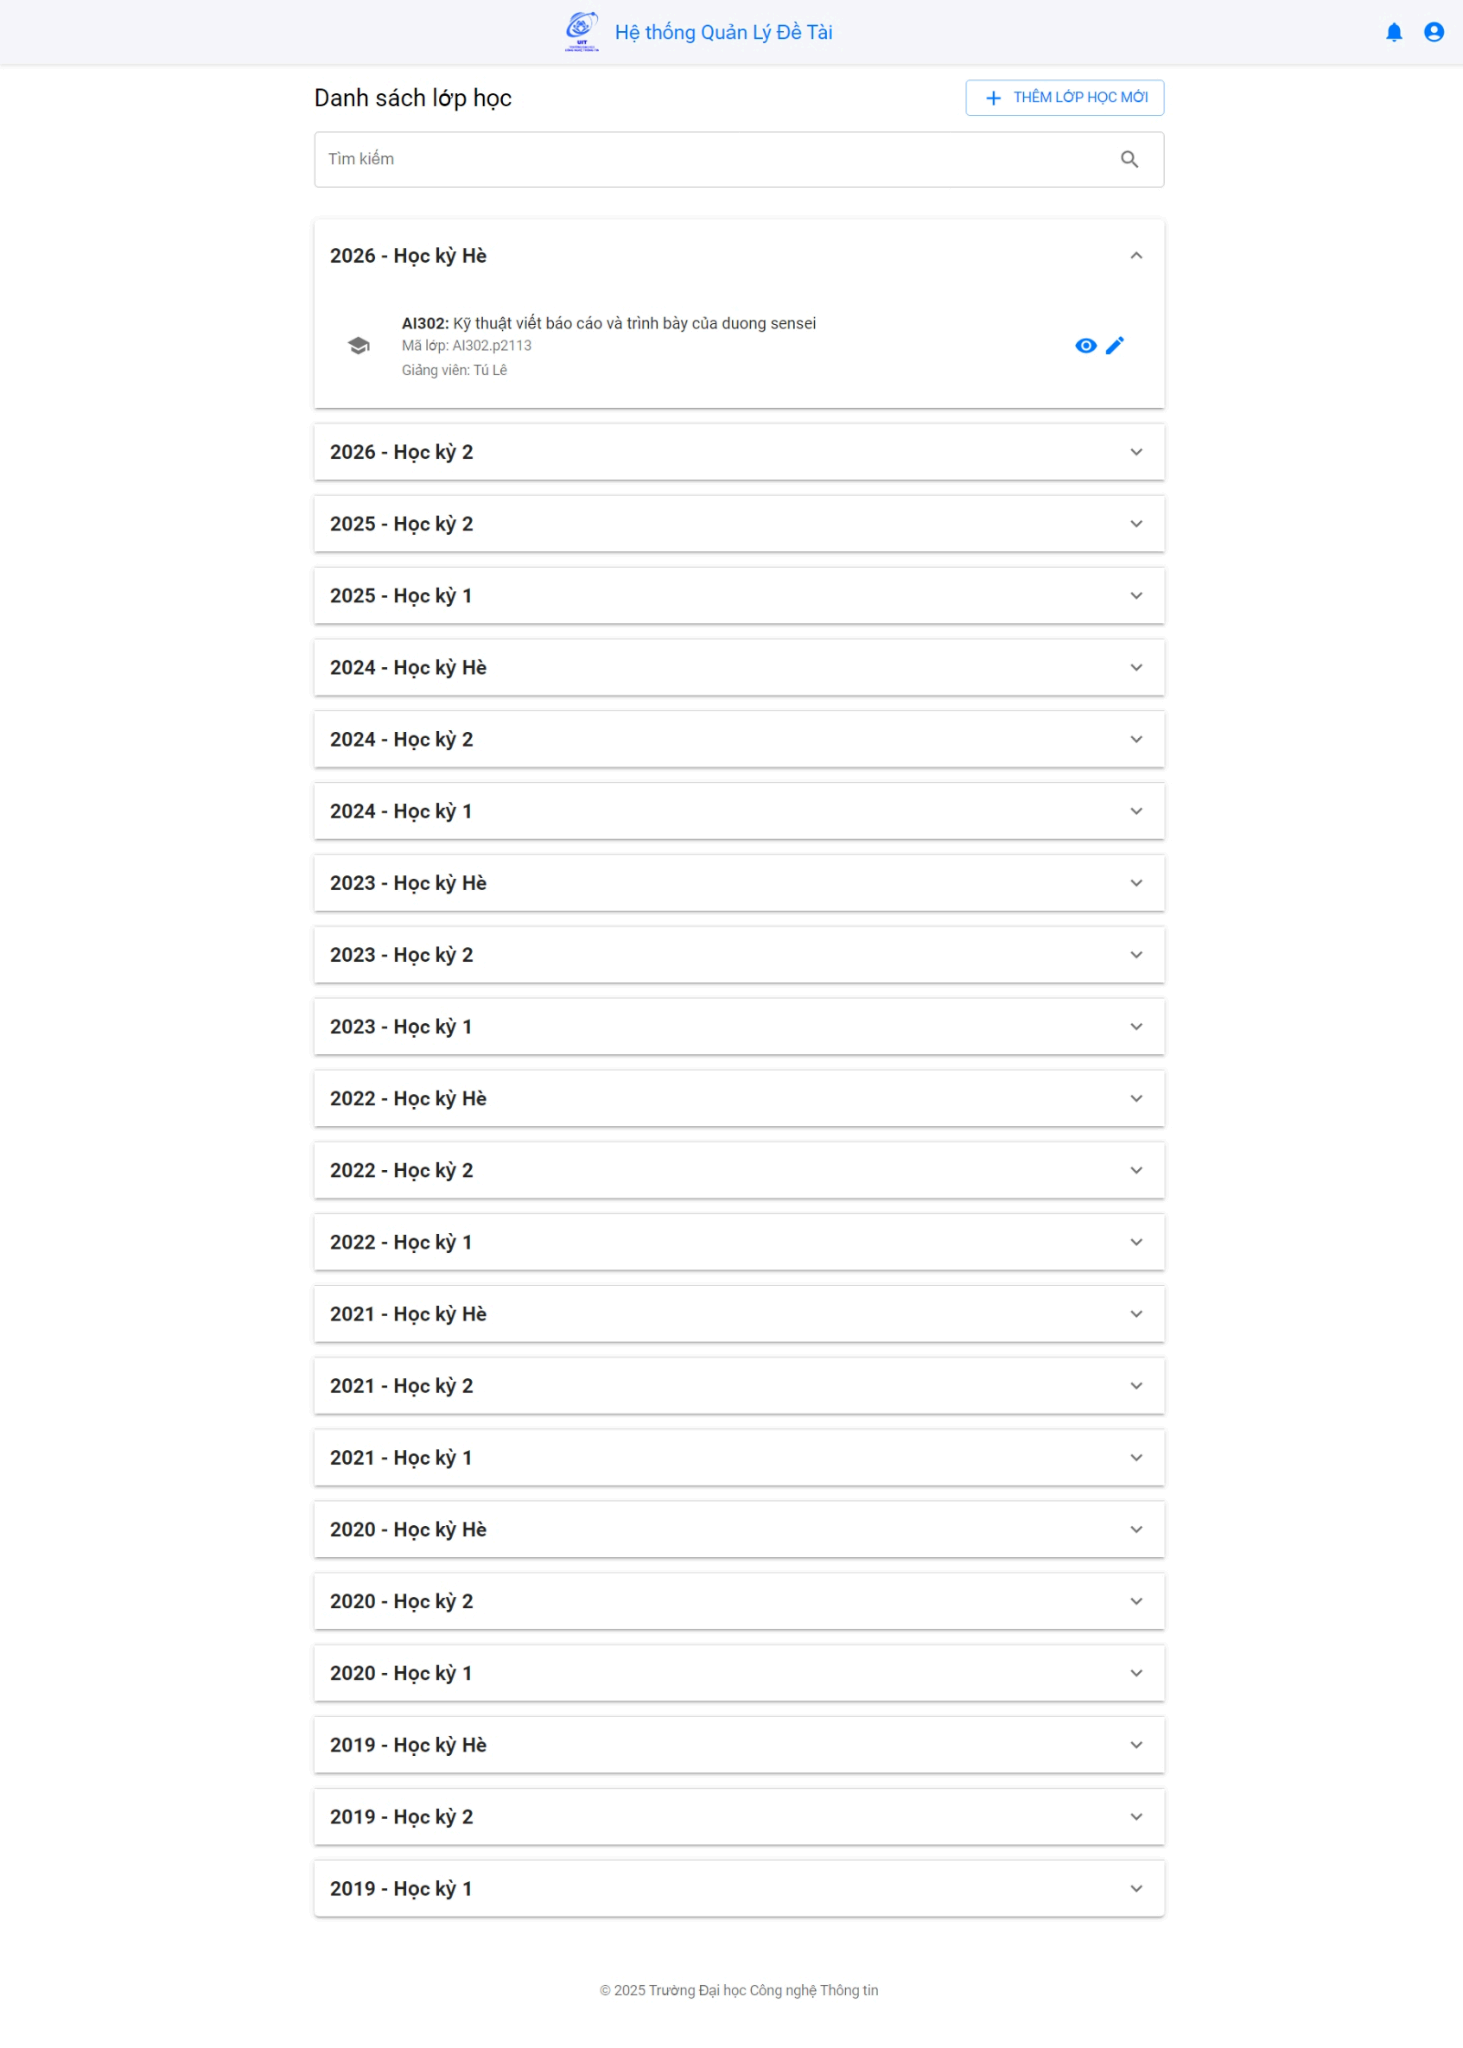 UIT
Hệ thống Quản Lý Đề Tài
Danh sách lớp học
THÊM LỚP HỌC MỚI
Tìm kiếm
2026 - Học kỳ Hè
AI302: Kỹ thuật viết báo cáo và trình bày của duong sensei
Mã lớp: AI302.p2113
Giảng viên: Tú Lê
2026 - Học kỳ 2
2025 - Học kỳ 2
2025 - Học kỳ 1
2024 - Học kỳ Hè
2024 - Học kỳ 2
2024 - Học kỳ 1
2023 - Học kỳ Hè
2023 - Học kỳ 2
2023 - Học kỳ 1
2022 - Học kỳ Hè
2022 - Học kỳ 2
2022 - Học kỳ 1
2021 - Học kỳ Hè
2021 - Học kỳ 2
2021 - Học kỳ 1
2020 - Học kỳ Hè
2020 - Học kỳ 2
2020 - Học kỳ 1
2019 - Học kỳ Hè
2019 - Học kỳ 2
2019 - Học kỳ 1
© 2025 Trường Đại học Công nghệ Thông tin